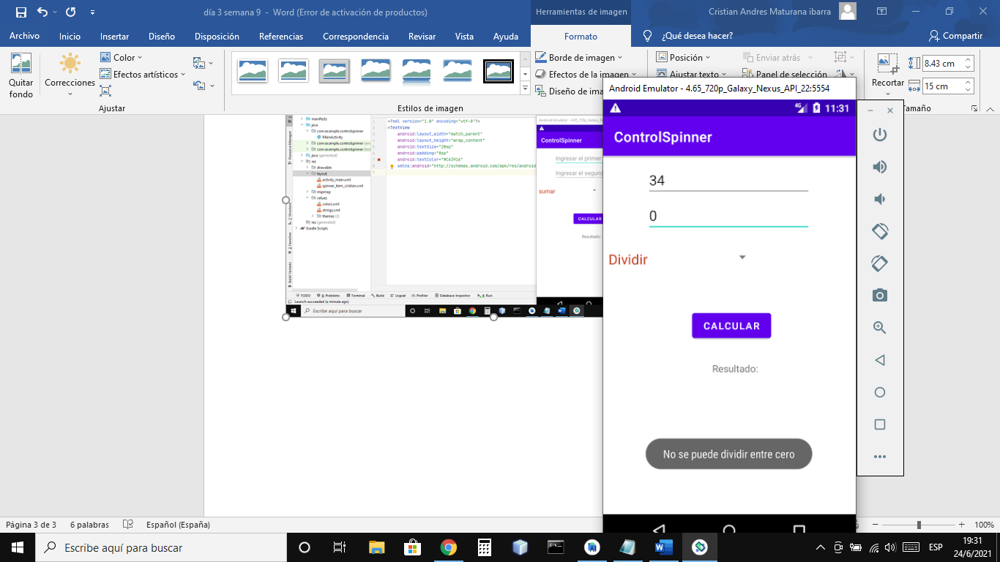 día 3 semana 9 - Word (Error de activación de productos)
Herramientas de imagen
Cristian Andres Maturana ibarra
Archivo Inicio Insertar Diseño Disposición Referencias Correspondencia Revisar Vista Ayuda Formato ¿Qué desea hacer? Compartir
Quitar fondo
Correcciones
Color
Efectos artísticos
Ajustar
Estilos de imagen
Borde de imagen
Efectos de la imagen
Diseño de
Posición
Ajustar texto
Enviar atrás
Panel de selección
Recortar
8.43 cm
15 cm
Tamaño
Android Emulator - 4.65_720p_Galaxy_Nexus_API_22:5554
4G 11:31
ControlSpinner
34
0
Dividir
CALCULAR
Resultado:
No se puede dividir entre cero
manifests
java
com.example.controlspinner
MainActivity
com.example.controlspinner
com.example.controlspinner
java (generated)
res
drawable
layout
activity_main.xml
spinner_item_cristian.xml
mipmap
values
colors.xml
strings.xml
themes (2)
res (generated)
Gradle Scripts
<?xml version="1.0" encoding="utf-8"?>
<TextView
android:layout_width="match_parent"
android:layout_height="wrap_content"
android:textSize="20sp"
android:padding="8sp"
android:textColor="#C63916"
xmlns:android="http://schemas.android.com/apk/res/android
ControlSpinner
Ingresar el primer
Ingresar el segund
sumar
CALCULAR
Resultado:
TODO Problems Terminal Build Logcat Profiler Database Inspector Run
Launch succeeded (a minute ago)
Escribe aquí para buscar
Página 3 de 3 6 palabras Español (España) 100%
Escribe aquí para buscar
ESP
19:31
24/6/2021